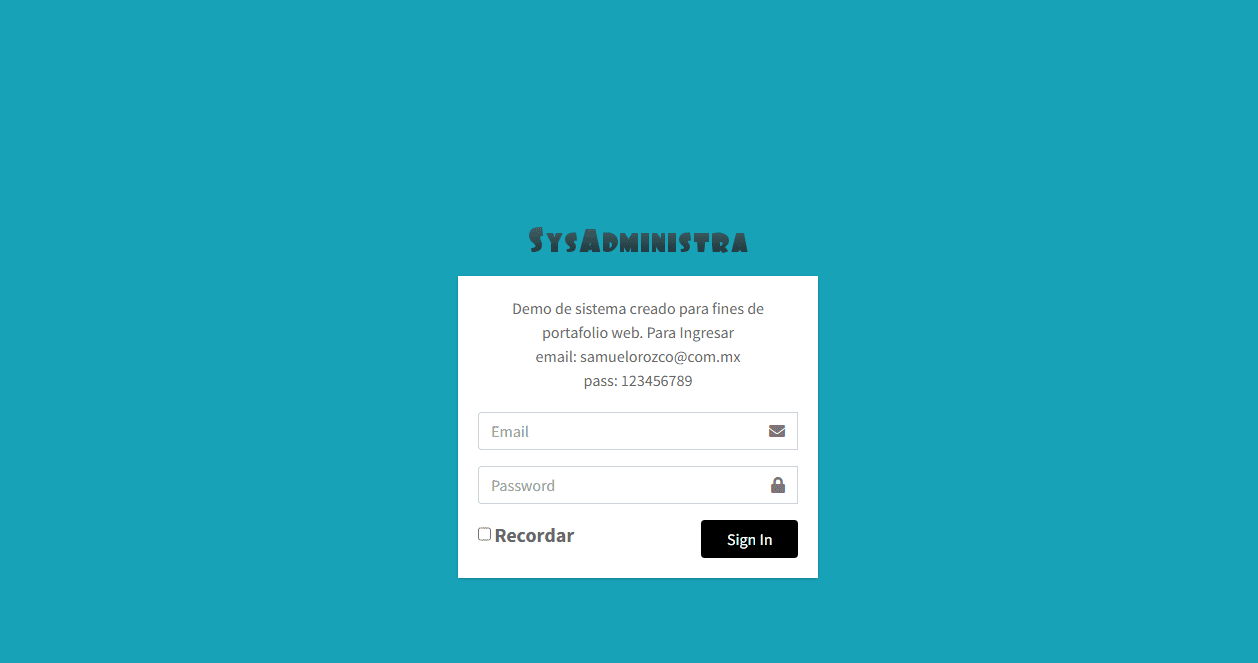 SysAdministra
Demo de sistema creado para fines de
portafolio web. Para Ingresar
email: samuelorozco@com.mx
pass: 123456789
Email
Password
Recordar
Sign In